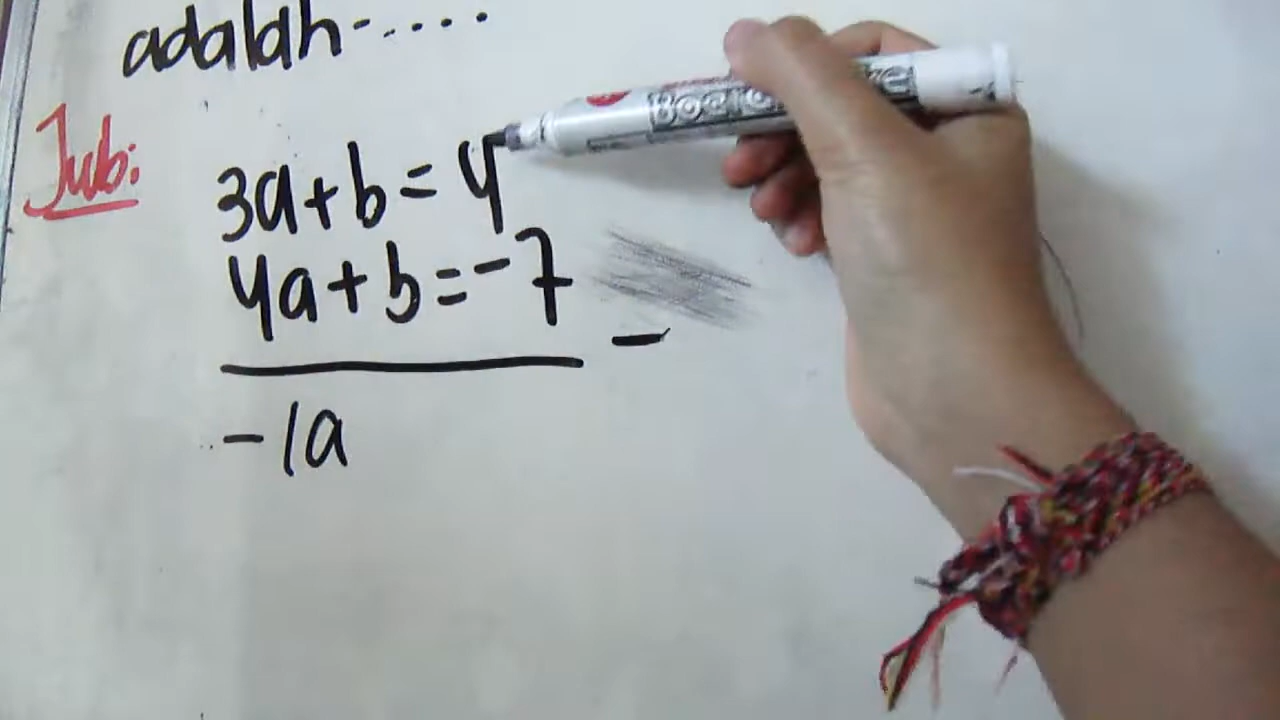 adalah-....
Jwb:
3a+b=4
4a+b=-7
-
-1a